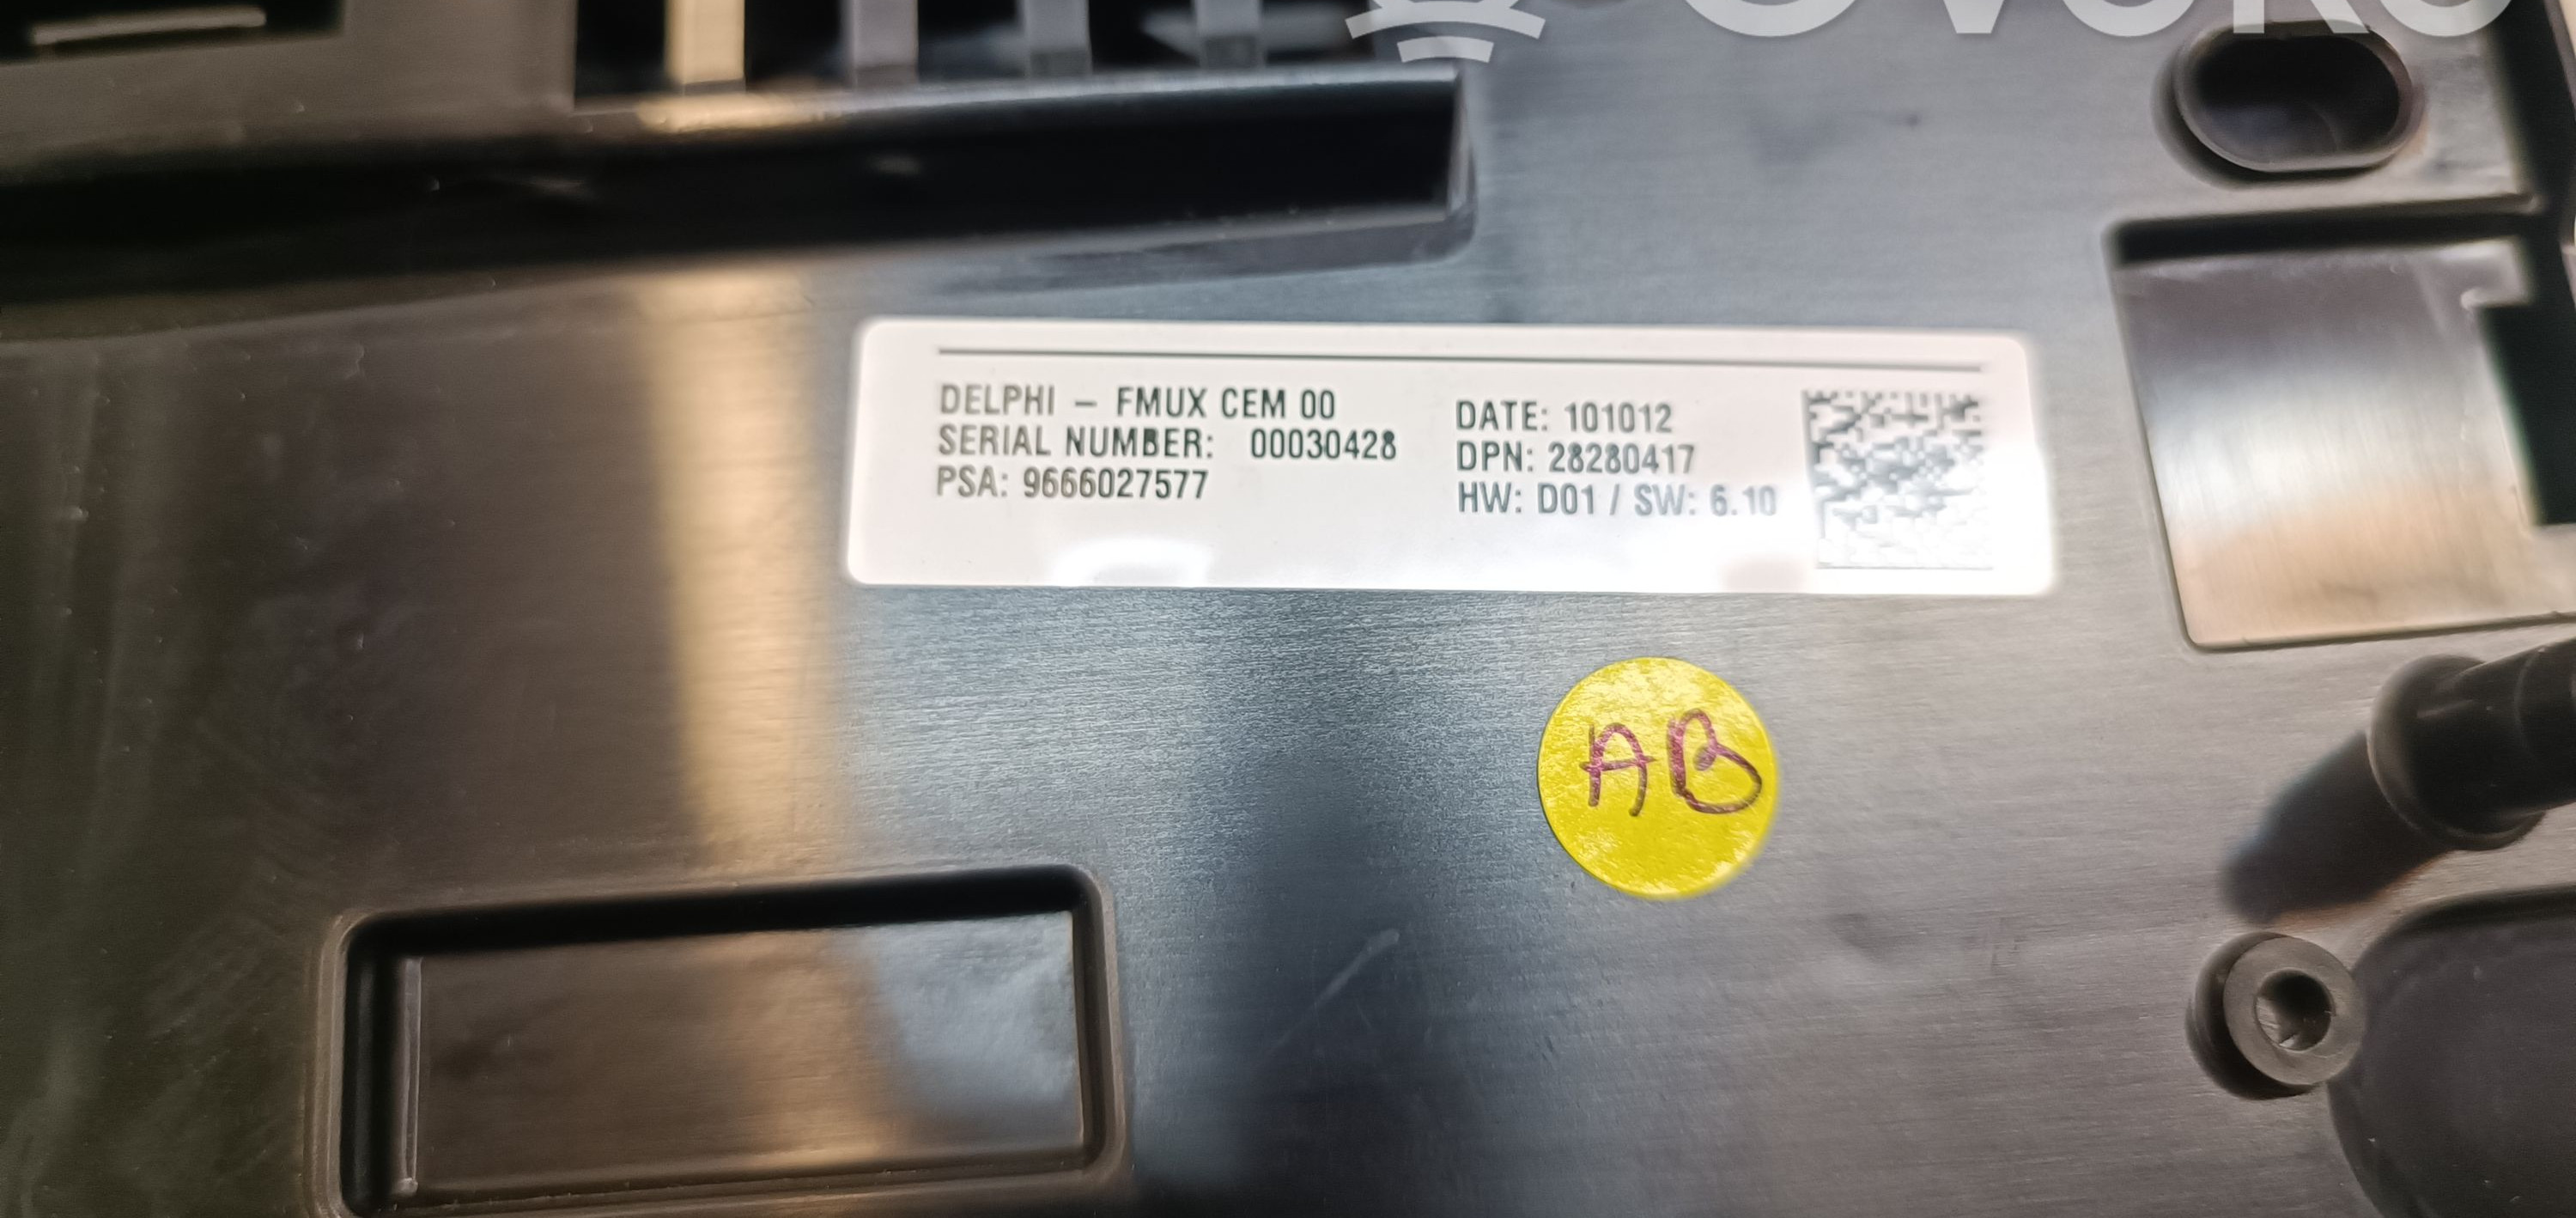 DELPHI – FMUX CEM 00
SERIAL NUMBER: 00030428
PSA: 9666027577
DATE: 101012
DPN: 28280417
HW: D01 / SW: 6.10
AB